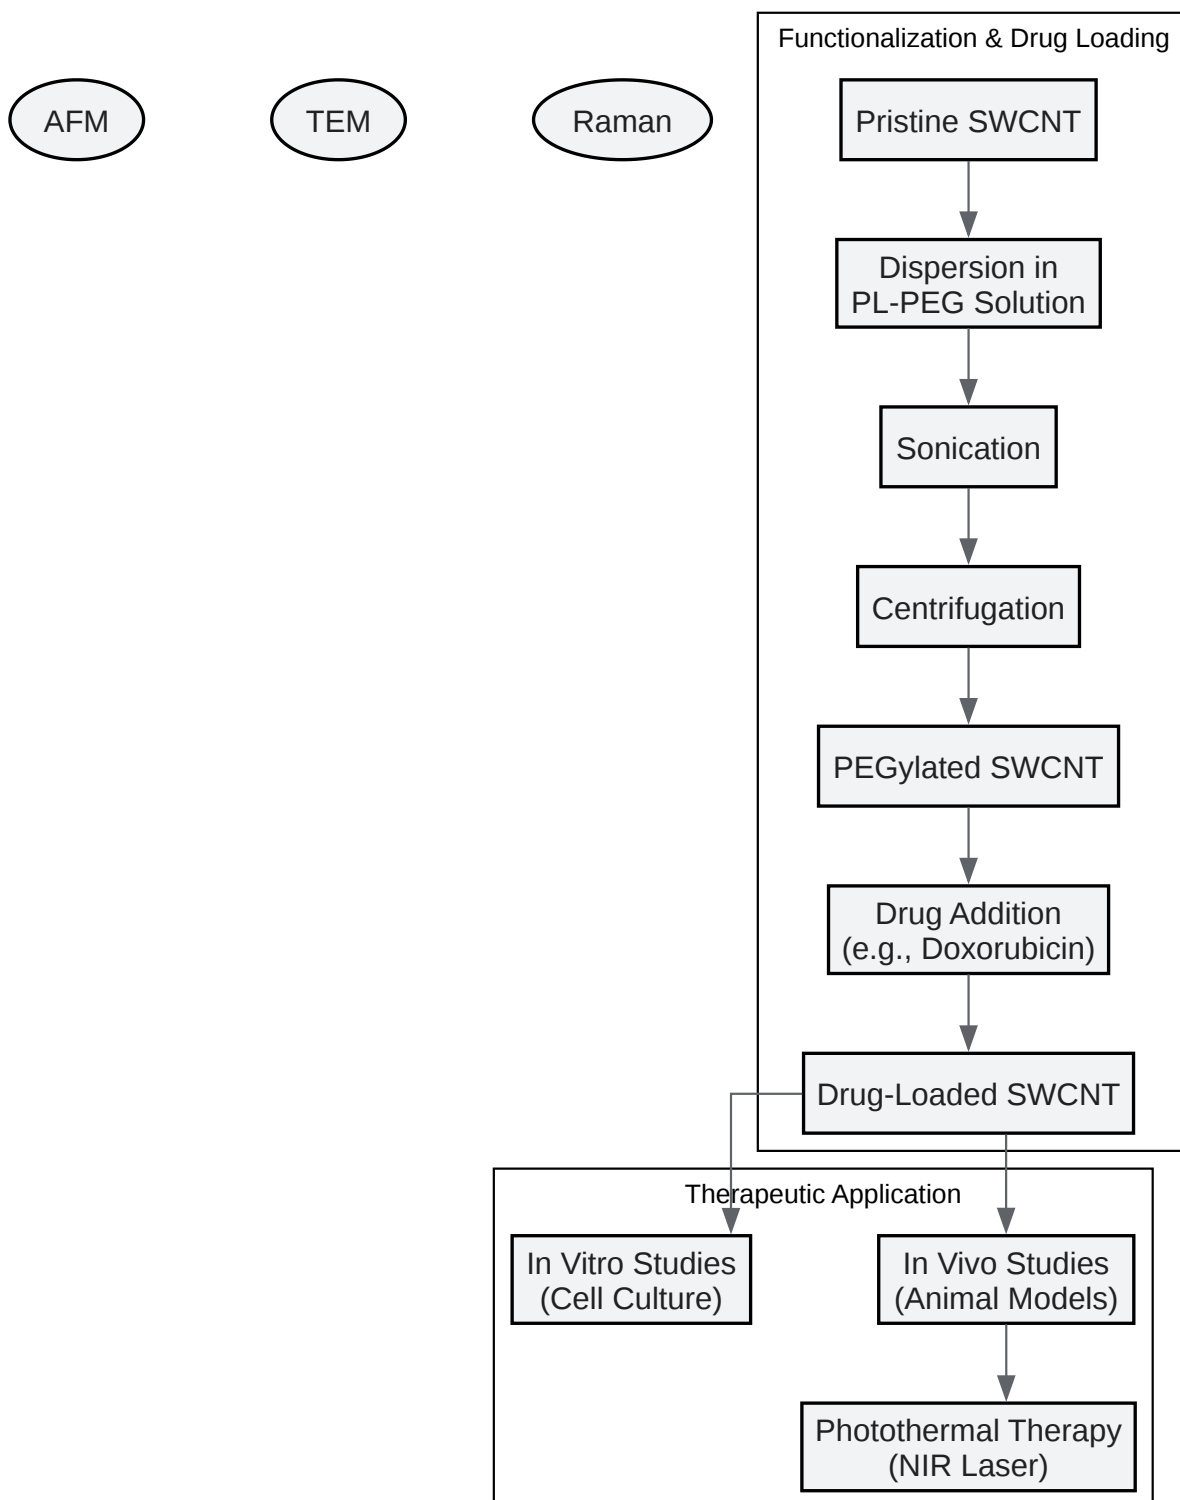 Functionalization & Drug Loading
AFM
TEM
Raman
Pristine SWCNT
Dispersion in
PL-PEG Solution
Sonication
Centrifugation
PEGylated SWCNT
Drug Addition
(e.g., Doxorubicin)
Drug-Loaded SWCNT
Therapeutic Application
In Vitro Studies
(Cell Culture)
In Vivo Studies
(Animal Models)
Photothermal Therapy
(NIR Laser)